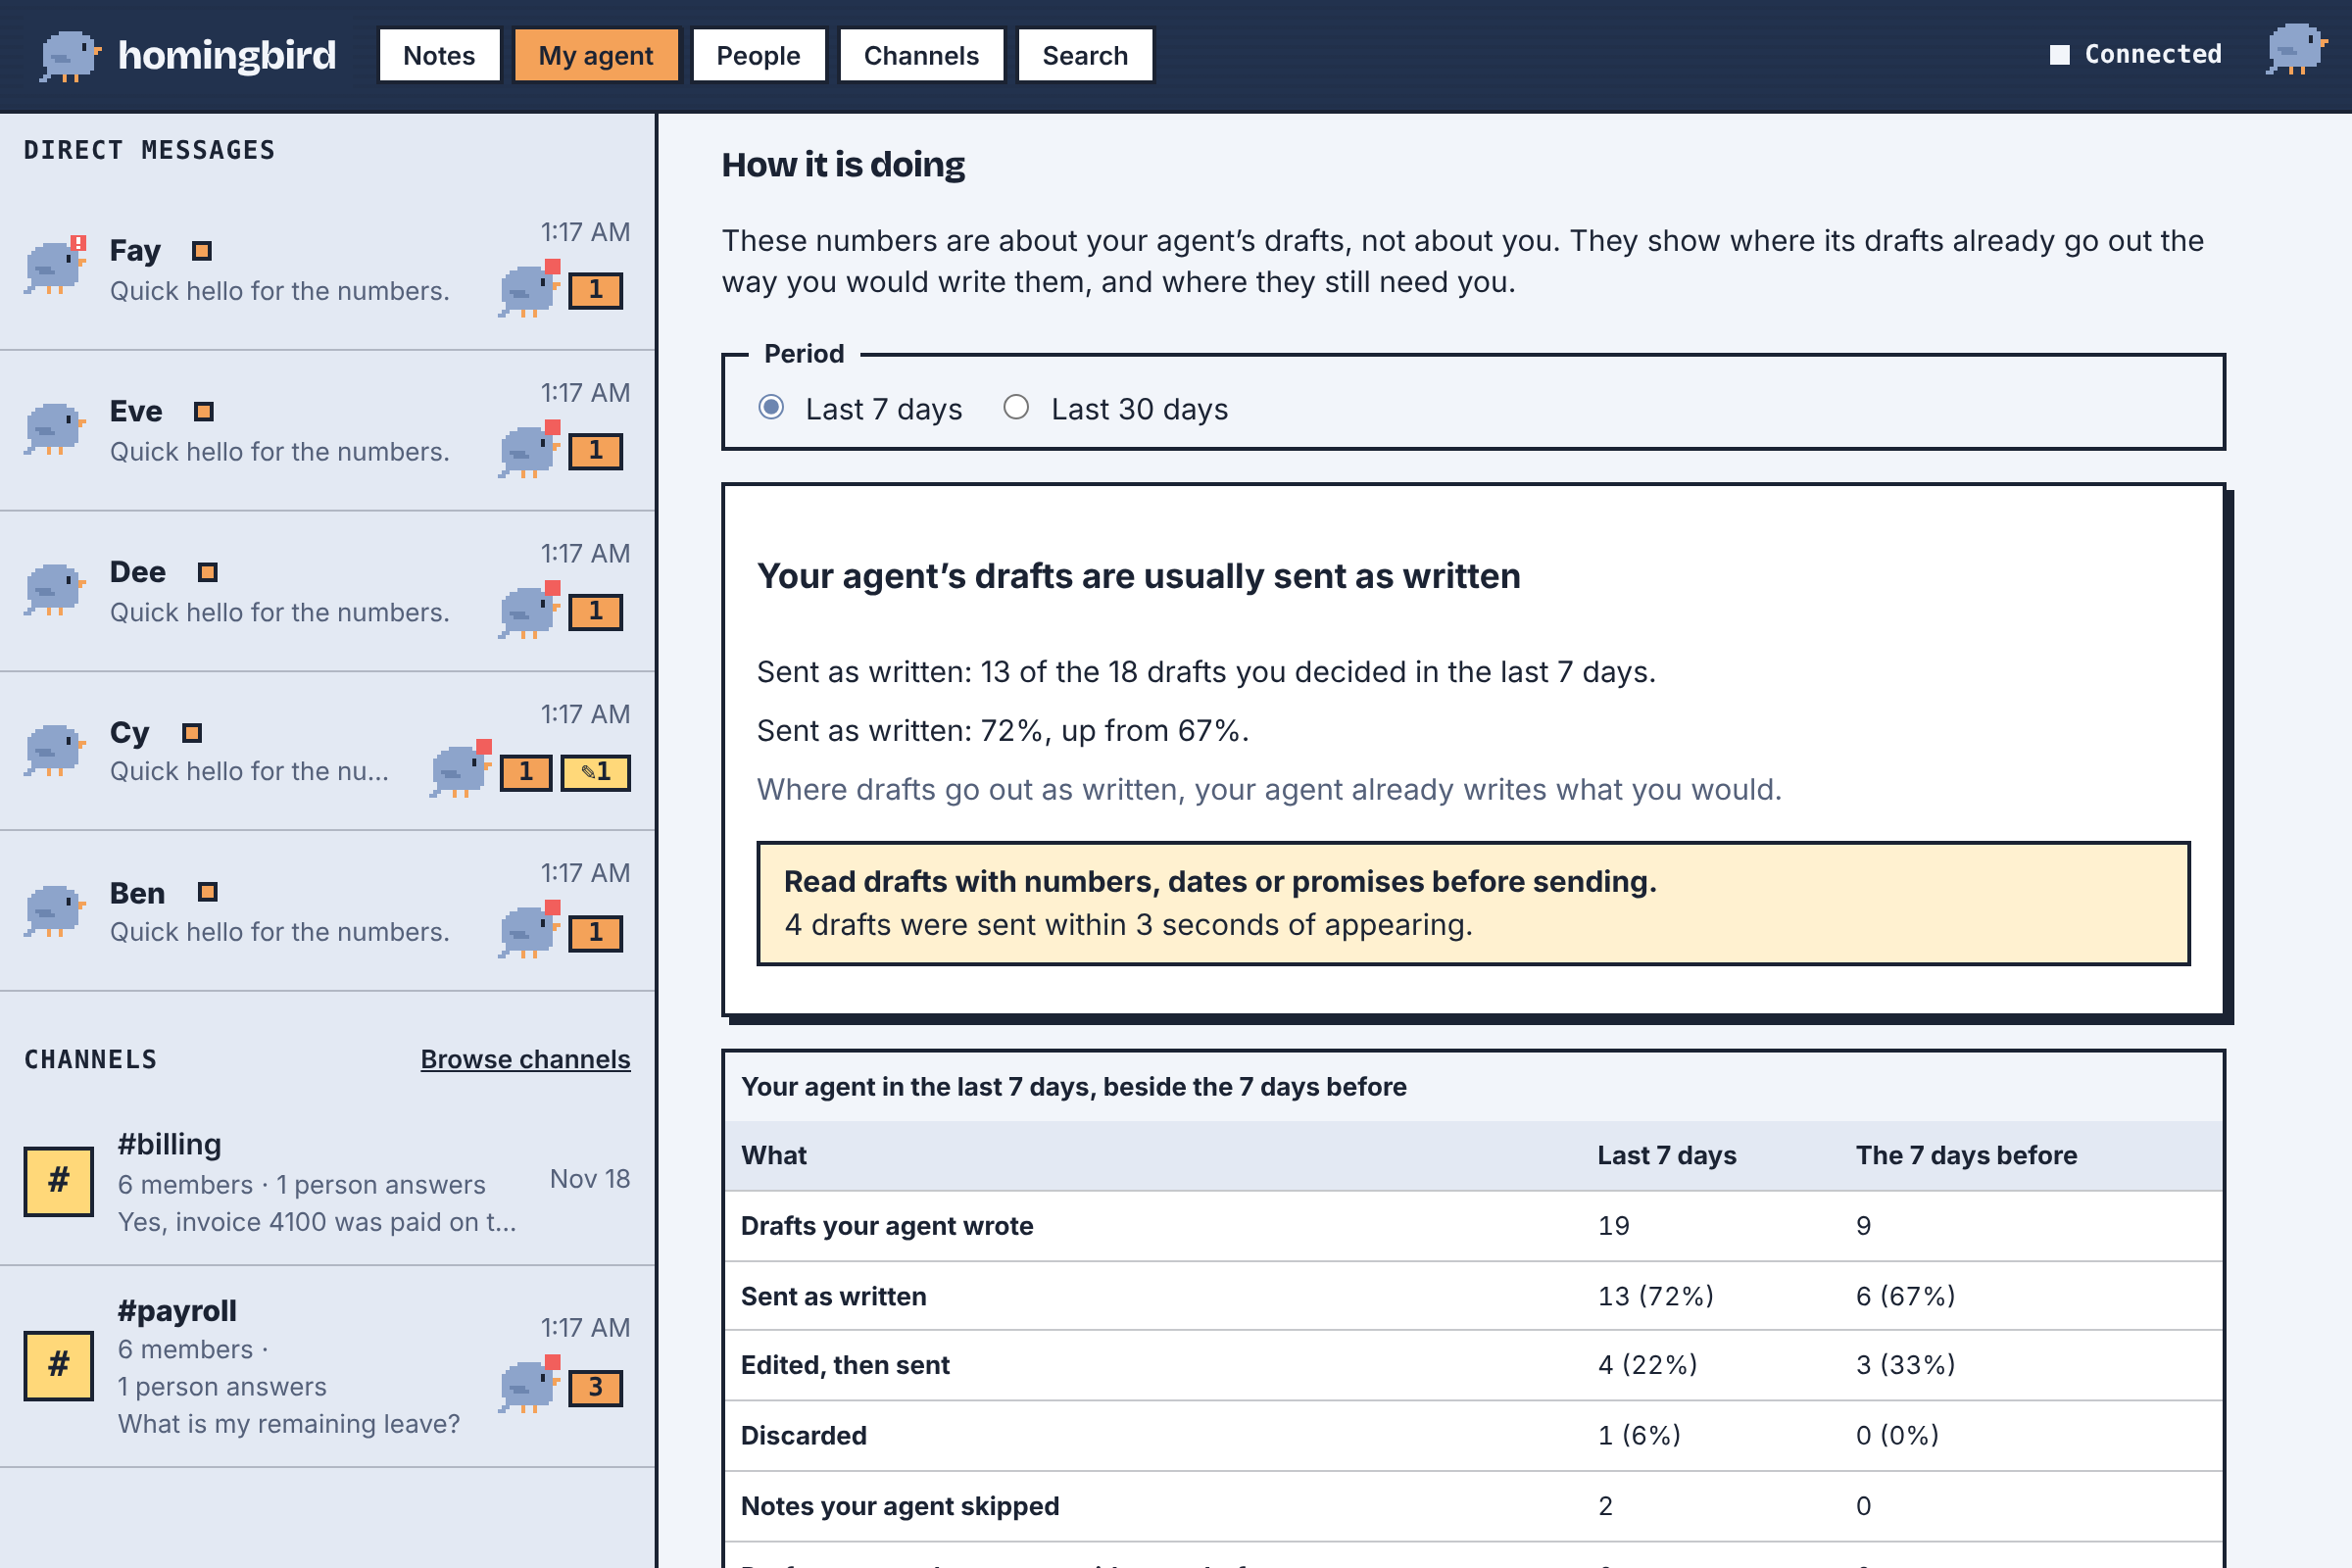 homingbird
Notes
My agent
People
Channels
Search
Connected
DIRECT MESSAGES
Fay
1:17 AM
Quick hello for the numbers.
1
Eve
1:17 AM
Quick hello for the numbers.
1
Dee
1:17 AM
Quick hello for the numbers.
1
Cy
1:17 AM
Quick hello for the nu...
1
✎1
Ben
1:17 AM
Quick hello for the numbers.
1
CHANNELS
Browse channels
#
#billing
6 members · 1 person answers
Nov 18
Yes, invoice 4100 was paid on t...
#
#payroll
1:17 AM
6 members ·
1 person answers
3
What is my remaining leave?
How it is doing
These numbers are about your agent’s drafts, not about you. They show where its drafts already go out the
way you would write them, and where they still need you.
Period
Last 7 days
Last 30 days
Your agent’s drafts are usually sent as written
Sent as written: 13 of the 18 drafts you decided in the last 7 days.
Sent as written: 72%, up from 67%.
Where drafts go out as written, your agent already writes what you would.
Read drafts with numbers, dates or promises before sending.
4 drafts were sent within 3 seconds of appearing.
Your agent in the last 7 days, beside the 7 days before
What Last 7 days The 7 days before
Drafts your agent wrote 19 9
Sent as written 13 (72%) 6 (67%)
Edited, then sent 4 (22%) 3 (33%)
Discarded 1 (6%) 0 (0%)
Notes your agent skipped 2 0